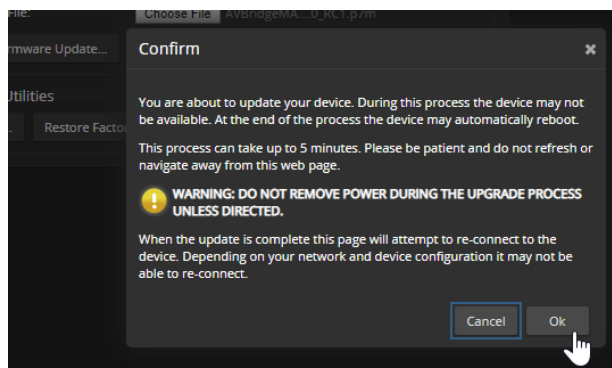 File:
Choose File AVBridgeMA....0_RC1.p7m
rmware Update...
Confirm
×
You are about to update your device. During this process the device may not
be available. At the end of the process the device may automatically reboot.
This process can take up to 5 minutes. Please be patient and do not refresh or
navigate away from this web page.
WARNING: DO NOT REMOVE POWER DURING THE UPGRADE PROCESS
UNLESS DIRECTED.
When the update is complete this page will attempt to re-connect to the
device. Depending on your network and device configuration it may not be
able to re-connect.
Utilities
Restore Facto
Cancel
Ok